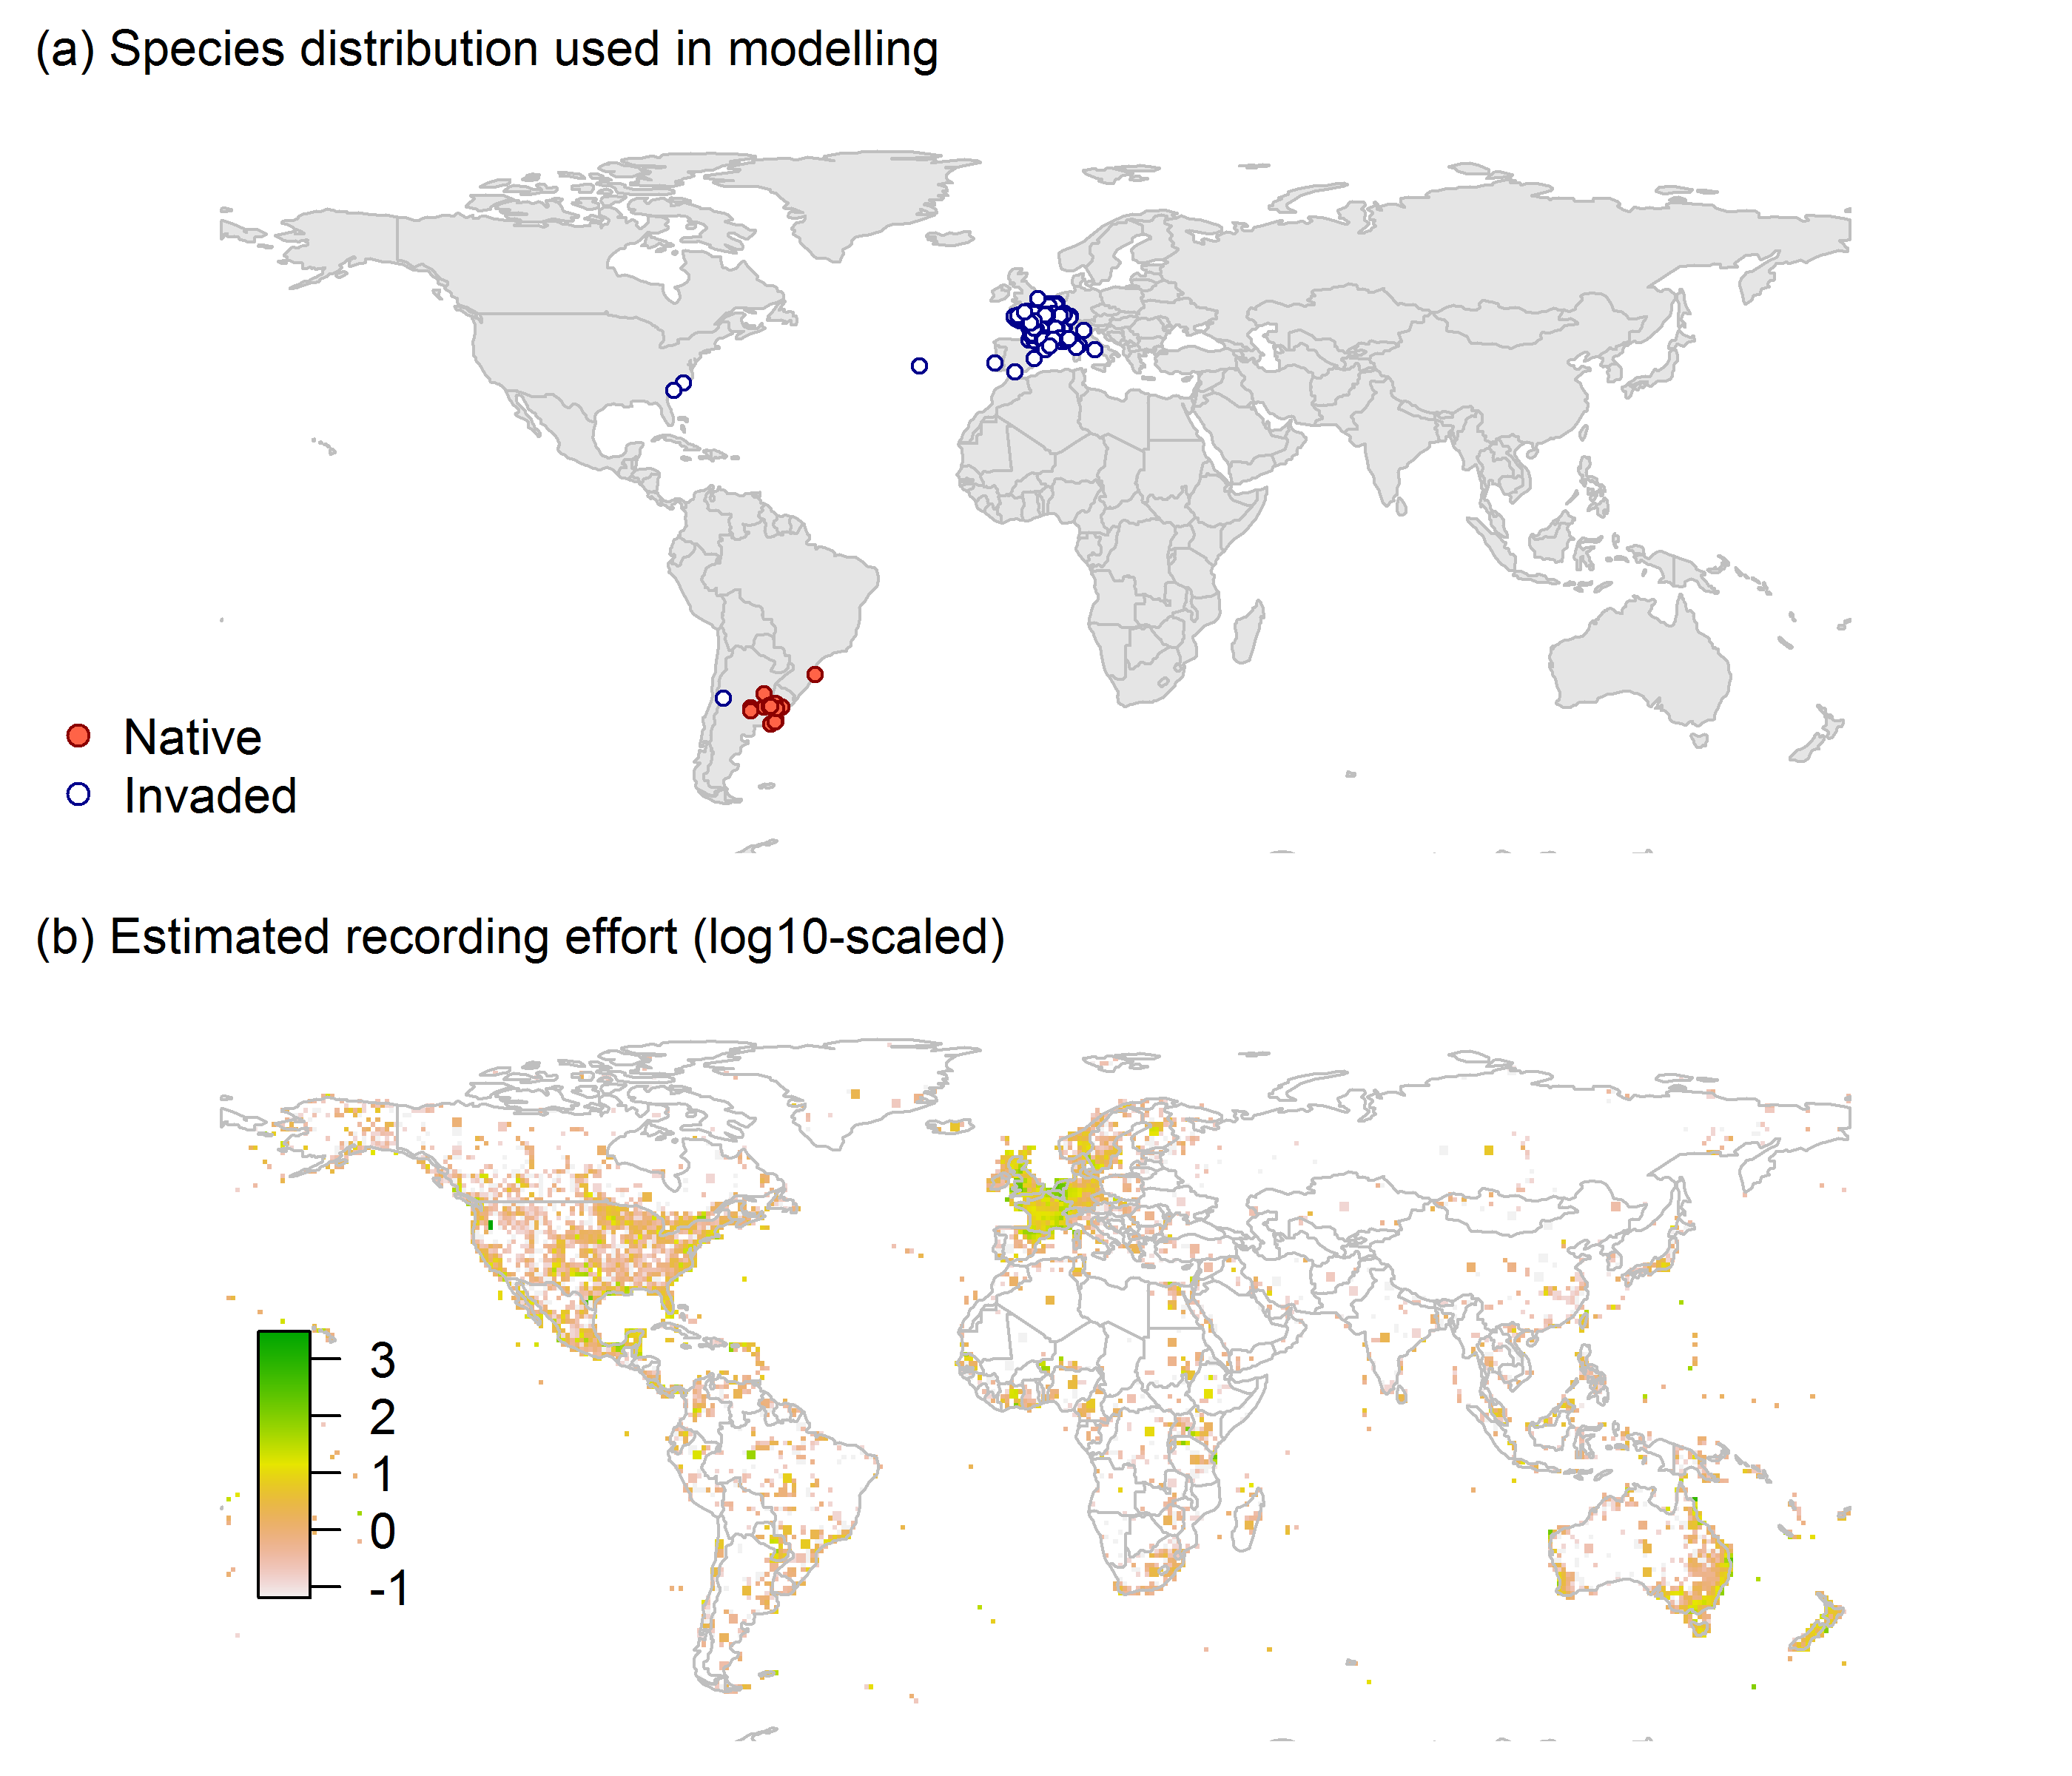 (a) Species distribution used in modelling
Native
Invaded
(b) Estimated recording effort (log10-scaled)
3
2
1
0
-1